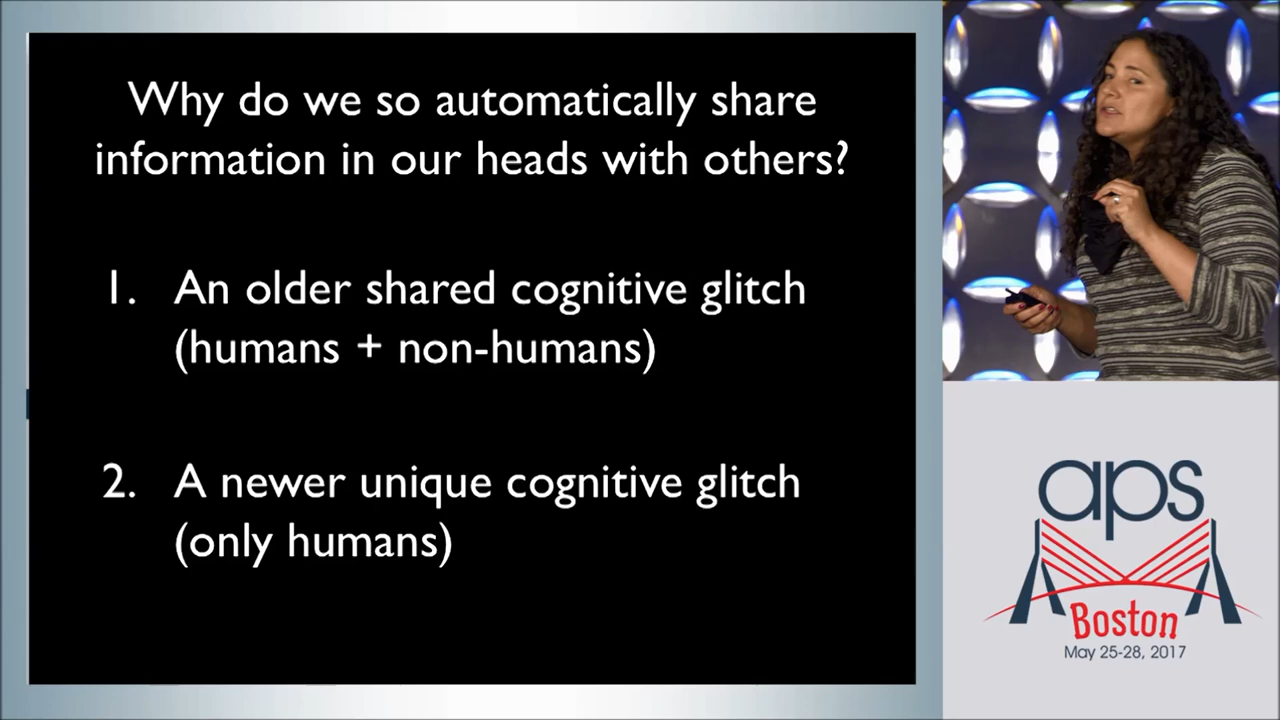 Why do we so automatically share
information in our heads with others?
1. An older shared cognitive glitch
(humans + non-humans)
2. A newer unique cognitive glitch
(only humans)
aps
Boston
May 25-28, 2017